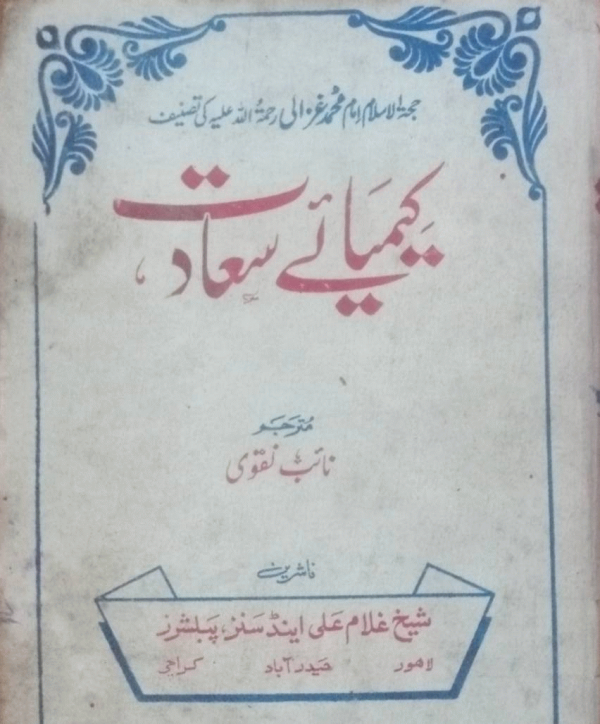 حجۃ الاسلام امام محمد غزالی رحمۃ اللہ علیہ کی تصنیف
کیمیائے سعادت
مترجم
نائب نقوی
ناشرین
شیخ غلام علی اینڈ سنز، پبلشرز
لاہور حیدرآباد کراچی